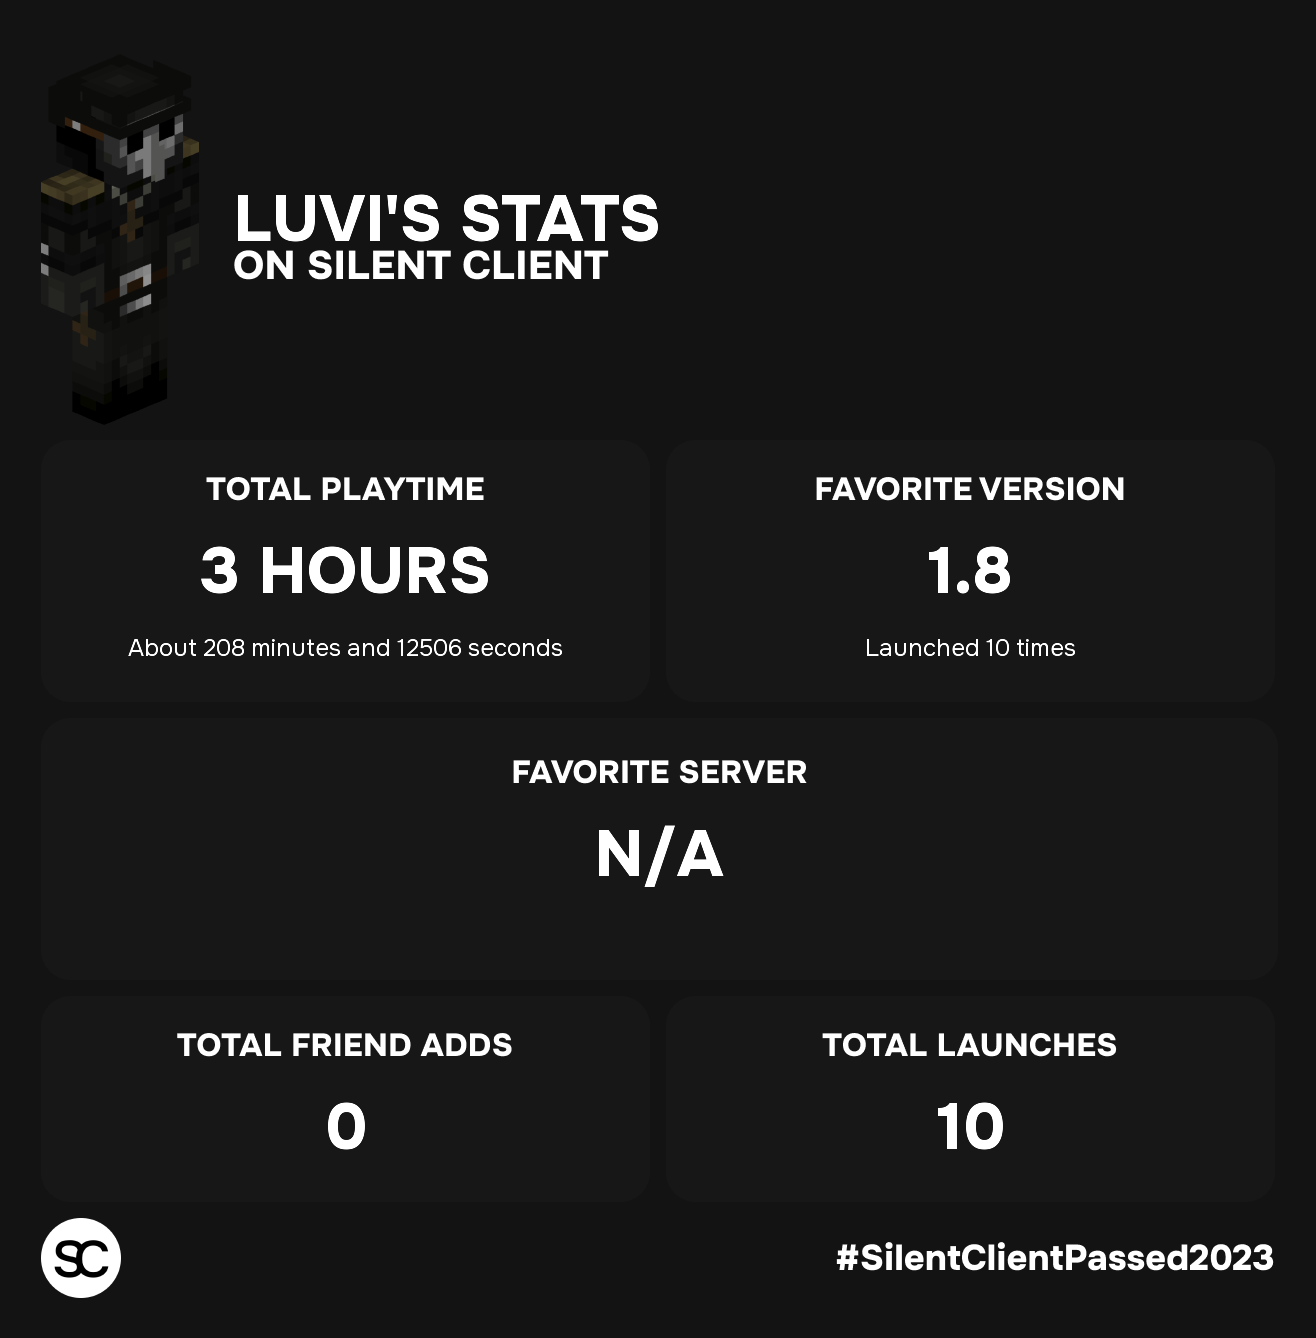 LUVI'S STATS
ON SILENT CLIENT
TOTAL PLAYTIME
3 HOURS
About 208 minutes and 12506 seconds
FAVORITE VERSION
1.8
Launched 10 times
FAVORITE SERVER
N/A
TOTAL FRIEND ADDS
0
TOTAL LAUNCHES
10
SC
#SilentClientPassed2023